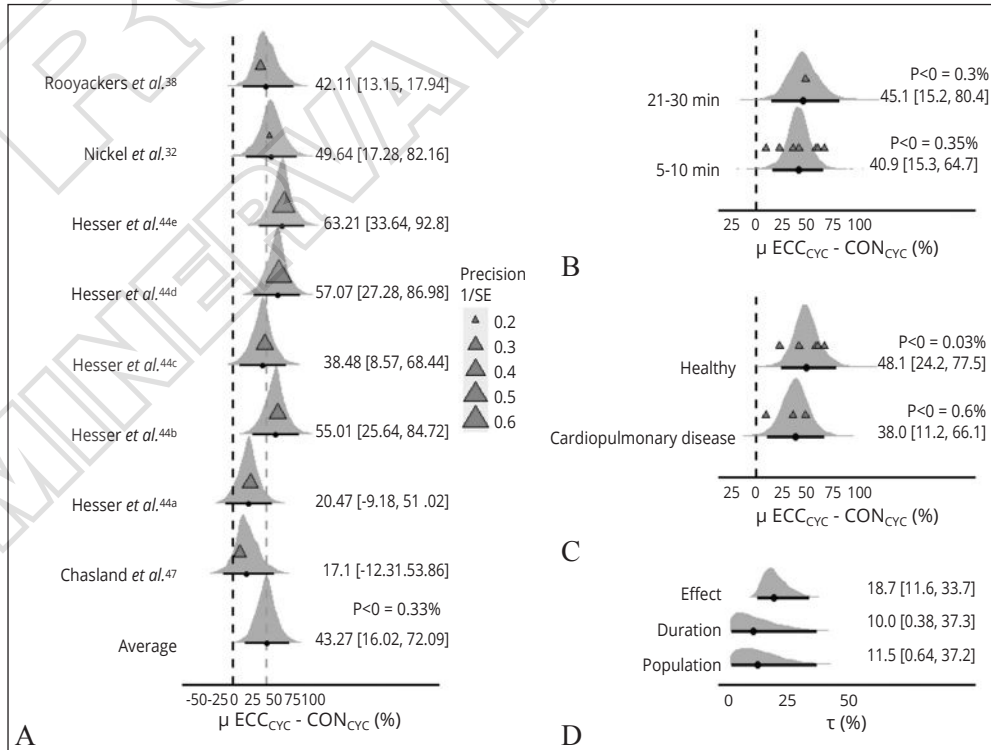 Rooyackers et al.38
42.11 [13.15, 17.94]
Nickel et al.32
49.64 [17.28, 82.16]
Hesser et al.44e
63.21 [33.64, 92.8]
Hesser et al.44d
57.07 [27.28, 86.98]
Hesser et al.44c
38.48 [8.57, 68.44]
Hesser et al.44b
55.01 [25.64, 84.72]
Hesser et al.44a
20.47 [-9.18, 51 .02]
Chasland et al.47
17.1 [-12.31.53.86]
P<0 = 0.33%
Average
43.27 [16.02, 72.09]
-50-25 0 25 50 75 100
μ ECCCYC - CONCYC (%)
A
Precision
1/SE
0.2
0.3
0.4
0.5
0.6
P<0 = 0.3%
21-30 min
45.1 [15.2, 80.4]
P<0 = 0.35%
5-10 min
40.9 [15.3, 64.7]
25 0 25 50 75 100
μ ECCCYC - CONCYC (%)
B
P<0 = 0.03%
Healthy
48.1 [24.2, 77.5]
P<0 = 0.6%
Cardiopulmonary disease
38.0 [11.2, 66.1]
25 0 25 50 75 100
μ ECCCYC - CONCYC (%)
C
Effect
18.7 [11.6, 33.7]
Duration
10.0 [0.38, 37.3]
Population
11.5 [0.64, 37.2]
0 25 50
τ (%)
D
MINERVA M